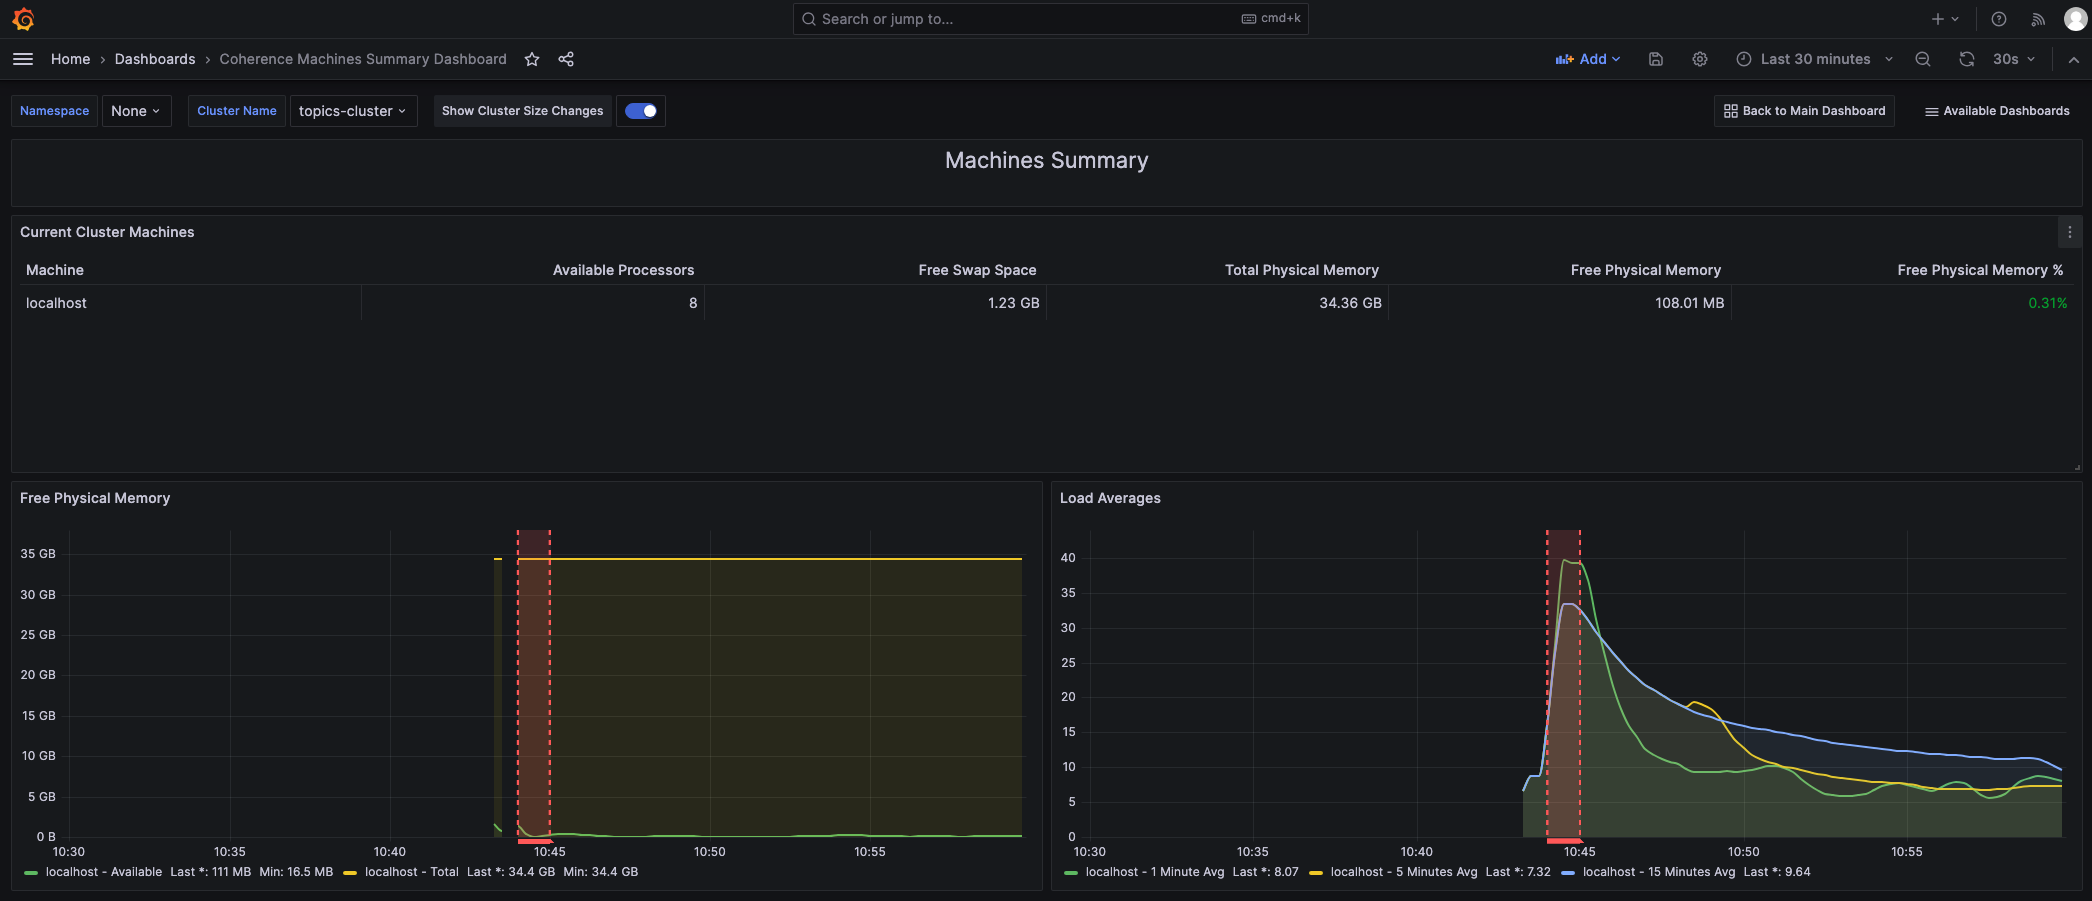 Search or jump to...
cmd+k
Home › Dashboards › Coherence Machines Summary Dashboard
Add
Last 30 minutes
30s
Namespace
None
Cluster Name
topics-cluster
Show Cluster Size Changes
Back to Main Dashboard
Available Dashboards
Machines Summary
Current Cluster Machines
Machine Available Processors Free Swap Space Total Physical Memory Free Physical Memory Free Physical Memory %
localhost 8 1.23 GB 34.36 GB 108.01 MB 0.31%
Free Physical Memory
35 GB
30 GB
25 GB
20 GB
15 GB
10 GB
5 GB
0 B
10:30 10:35 10:40 10:45 10:50 10:55
localhost - Available Last *: 111 MB Min: 16.5 MB localhost - Total Last *: 34.4 GB Min: 34.4 GB
Load Averages
40
35
30
25
20
15
10
5
0
10:30 10:35 10:40 10:45 10:50 10:55
localhost - 1 Minute Avg Last *: 8.07 localhost - 5 Minutes Avg Last *: 7.32 localhost - 15 Minutes Avg Last *: 9.64